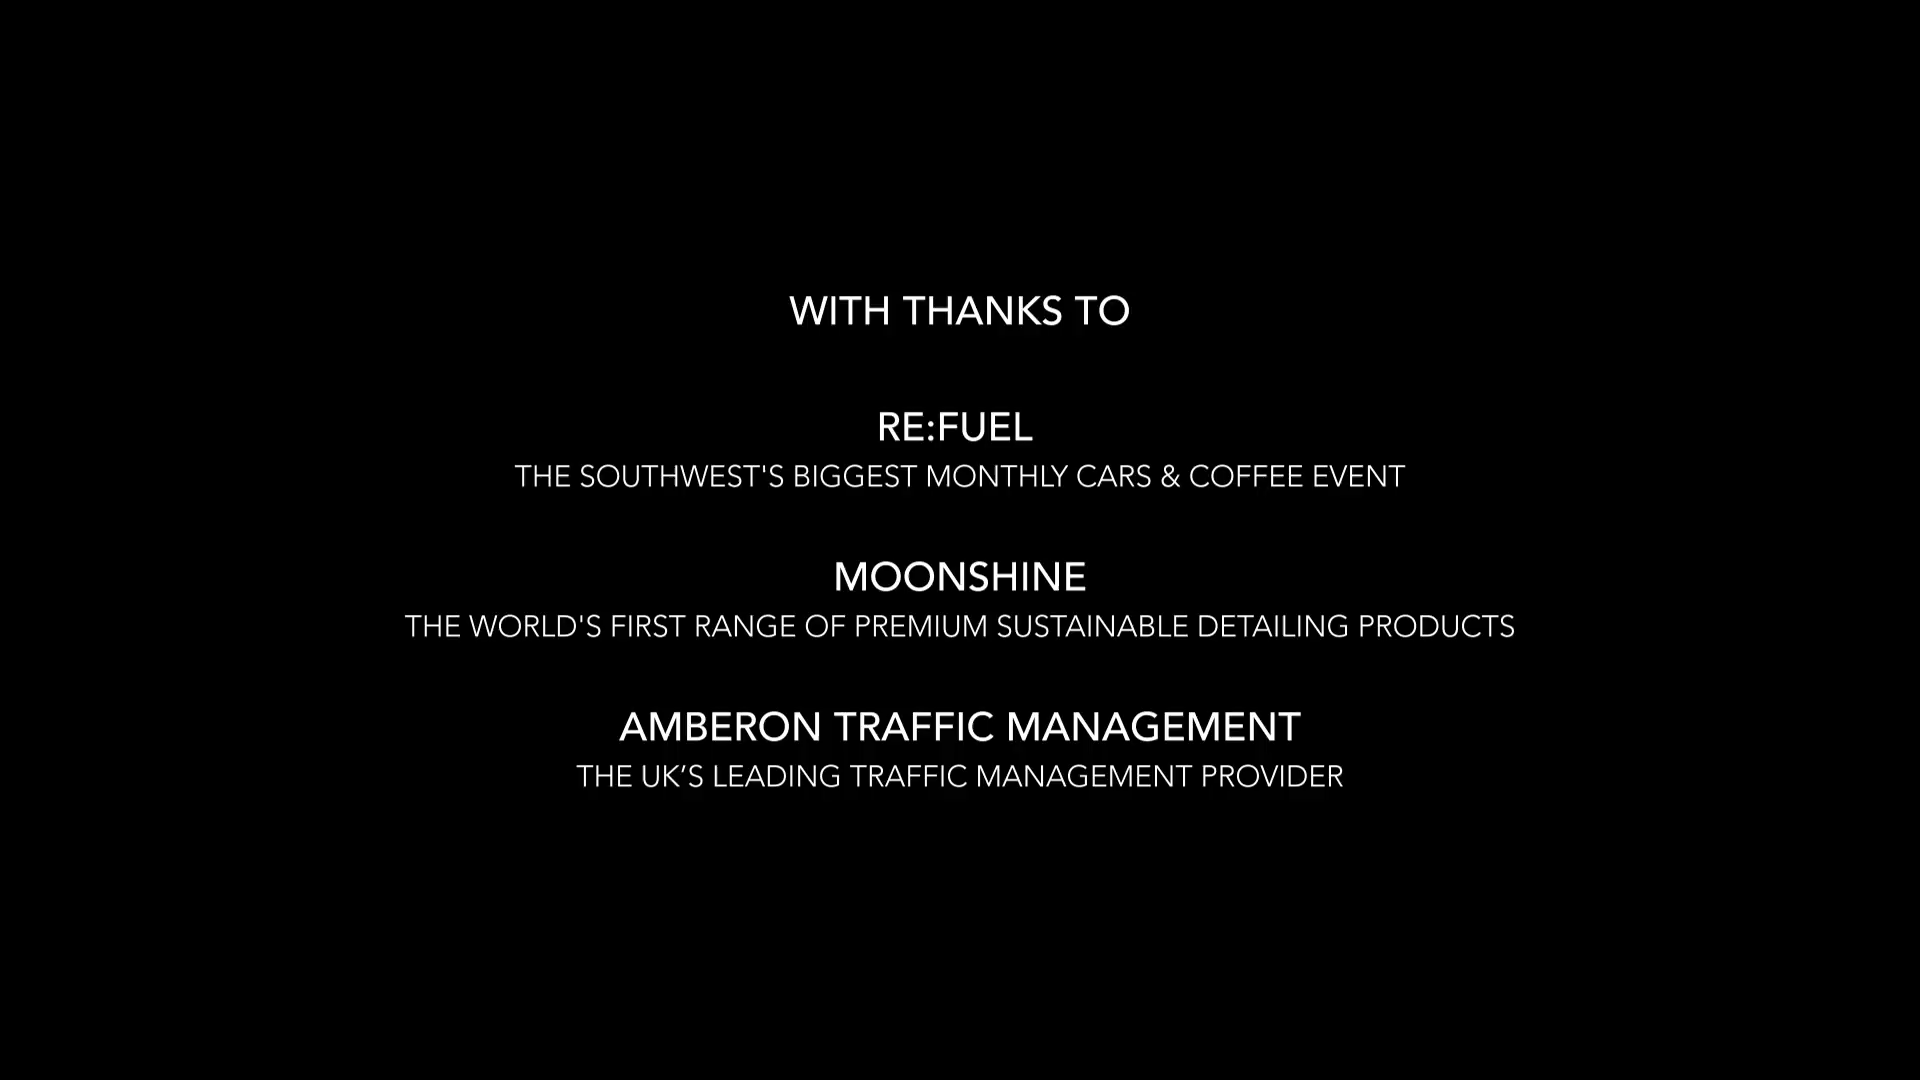 WITH THANKS TO
RE:FUEL
THE SOUTHWEST'S BIGGEST MONTHLY CARS & COFFEE EVENT
MOONSHINE
THE WORLD'S FIRST RANGE OF PREMIUM SUSTAINABLE DETAILING PRODUCTS
AMBERON TRAFFIC MANAGEMENT
THE UK’S LEADING TRAFFIC MANAGEMENT PROVIDER